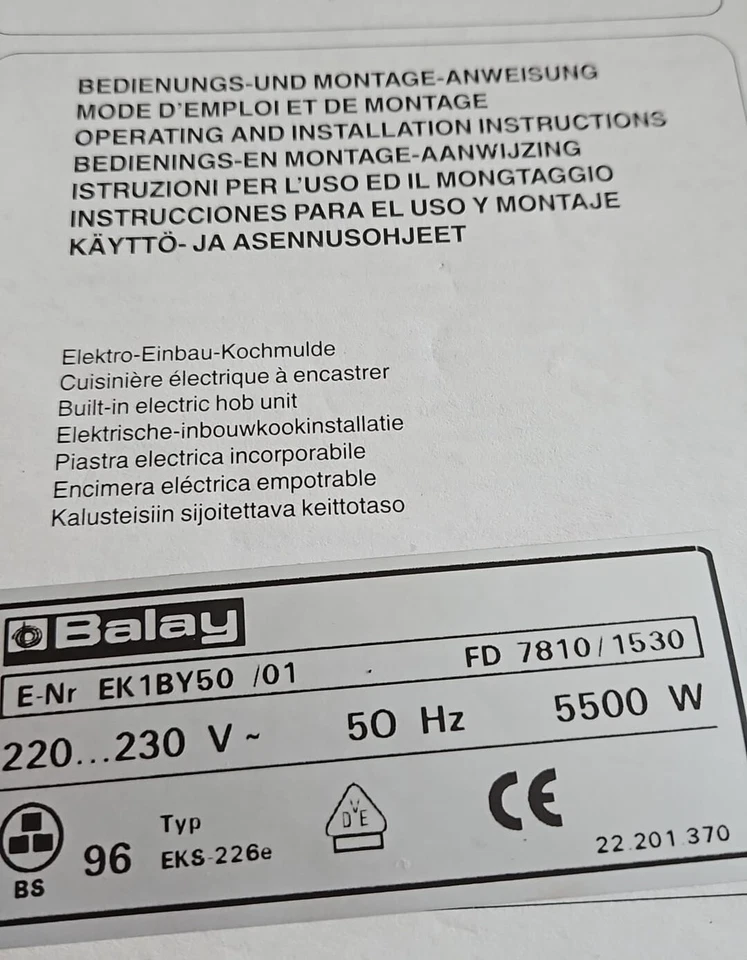 BEDIENUNGS-UND MONTAGE-ANWEISUNG
MODE D'EMPLOI ET DE MONTAGE
OPERATING AND INSTALLATION INSTRUCTIONS
BEDIENINGS-EN MONTAGE-AANWIJZING
ISTRUZIONI PER L'USO ED IL MONGTAGGIO
INSTRUCCIONES PARA EL USO Y MONTAJE
KÄYTTÖ- JA ASENNUSOHJEET
Elektro-Einbau-Kochmulde
Cuisinière électrique à encastrer
Built-in electric hob unit
Elektrische-inbouwkookinstallatie
Piastra electrica incorporabile
Encimera eléctrica empotrable
Kalusteisiin sijoitettava keittotaso
Balay
E-Nr EK1BY50 /01 FD 7810/1530
220...230 V~ 50 Hz 5500 W
BS 96 Typ EKS-226e VDE CE 22.201.370